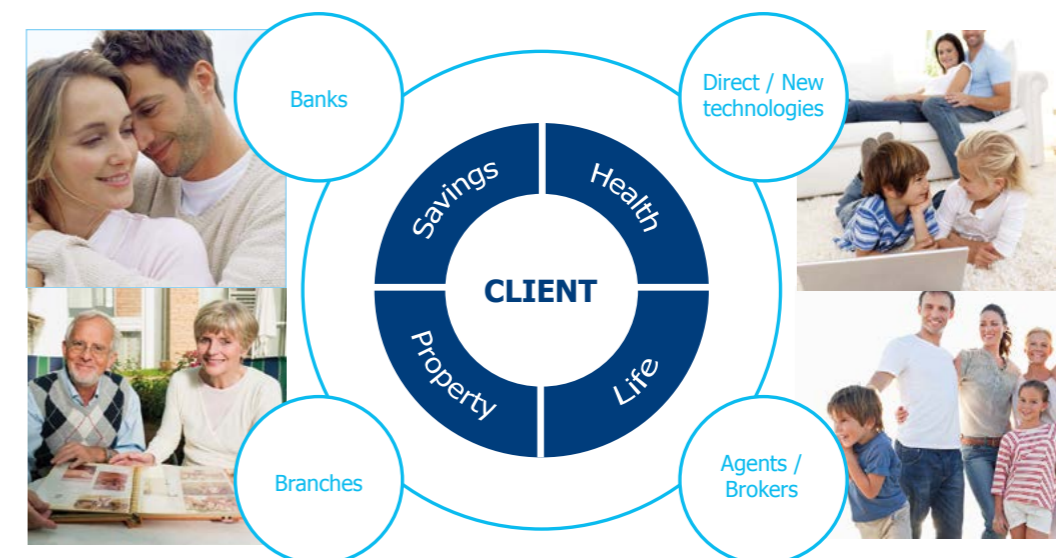 Banks
Direct / New
technologies
Savings
Health
CLIENT
Property
Life
Branches
Agents /
Brokers